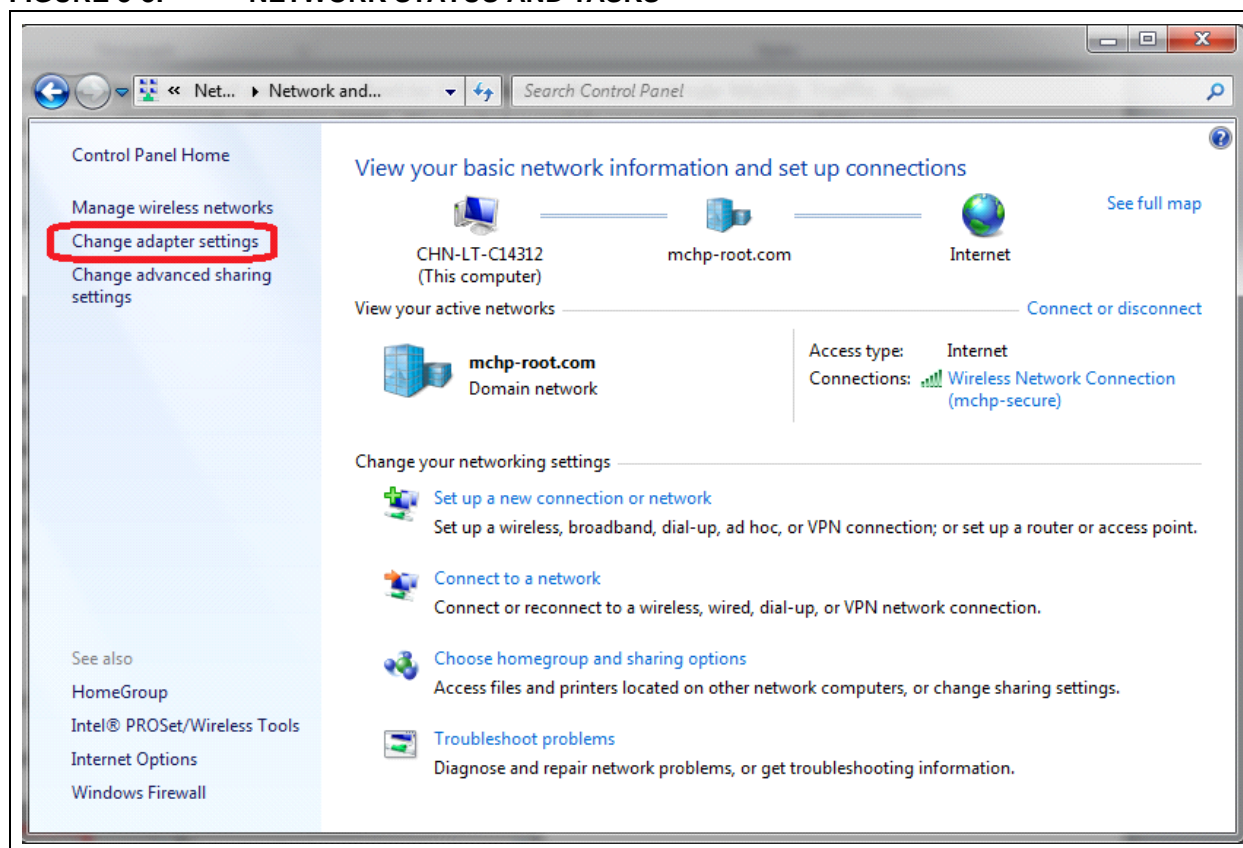 NETWORK STATUS AND TASKS
Net... Network and...
Search Control Panel
Control Panel Home
Manage wireless networks
Change adapter settings
Change advanced sharing
settings
See also
HomeGroup
Intel® PROSet/Wireless Tools
Internet Options
Windows Firewall
View your basic network information and set up connections
See full map
CHN-LT-C14312
(This computer)
mchp-root.com
Internet
View your active networks
Connect or disconnect
mchp-root.com
Domain network
Access type: Internet
Connections: Wireless Network Connection
(mchp-secure)
Change your networking settings
Set up a new connection or network
Set up a wireless, broadband, dial-up, ad hoc, or VPN connection; or set up a router or access point.
Connect to a network
Connect or reconnect to a wireless, wired, dial-up, or VPN network connection.
Choose homegroup and sharing options
Access files and printers located on other network computers, or change sharing settings.
Troubleshoot problems
Diagnose and repair network problems, or get troubleshooting information.